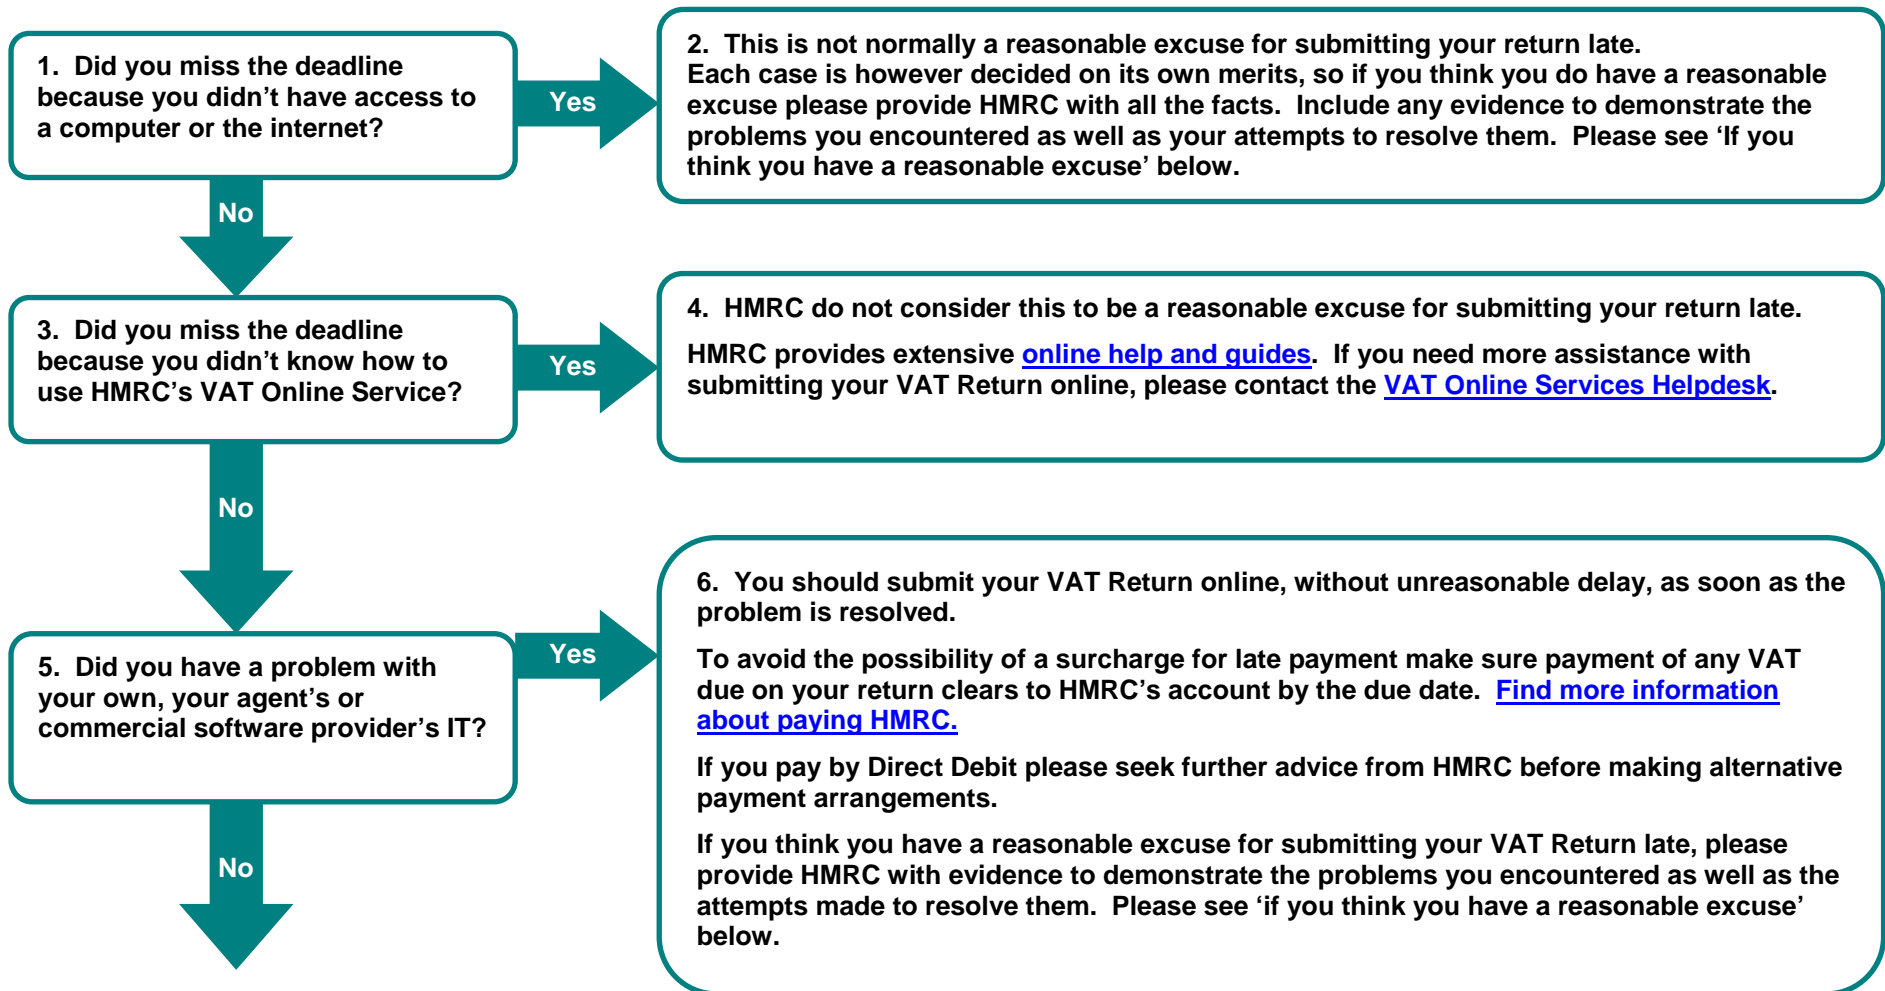 1.  Did you miss the deadline
because you didn’t have access to
a computer or the internet?
Yes
2.  This is not normally a reasonable excuse for submitting your return late.
Each case is however decided on its own merits, so if you think you do have a reasonable
excuse please provide HMRC with all the facts.  Include any evidence to demonstrate the
problems you encountered as well as your attempts to resolve them.  Please see ‘If you
think you have a reasonable excuse’ below.
No
3.  Did you miss the deadline
because you didn’t know how to
use HMRC’s VAT Online Service?
Yes
4.  HMRC do not consider this to be a reasonable excuse for submitting your return late.
HMRC provides extensive online help and guides.  If you need more assistance with
submitting your VAT Return online, please contact the VAT Online Services Helpdesk.
No
5.  Did you have a problem with
your own, your agent’s or
commercial software provider’s IT?
Yes
6.  You should submit your VAT Return online, without unreasonable delay, as soon as the
problem is resolved.
To avoid the possibility of a surcharge for late payment make sure payment of any VAT
due on your return clears to HMRC’s account by the due date.  Find more information
about paying HMRC.
If you pay by Direct Debit please seek further advice from HMRC before making alternative
payment arrangements.
If you think you have a reasonable excuse for submitting your VAT Return late, please
provide HMRC with evidence to demonstrate the problems you encountered as well as the
attempts made to resolve them.  Please see ‘if you think you have a reasonable excuse’
below.
No